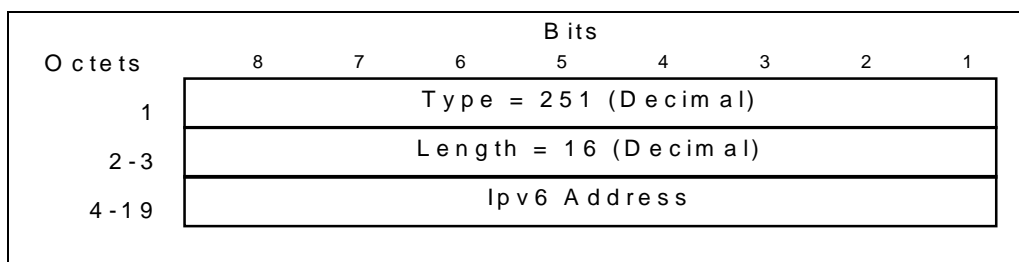 Bits
Octets 8 7 6 5 4 3 2 1
1 Type = 251 (Decimal)
2-3 Length = 16 (Decimal)
4-19 Ipv6 Address